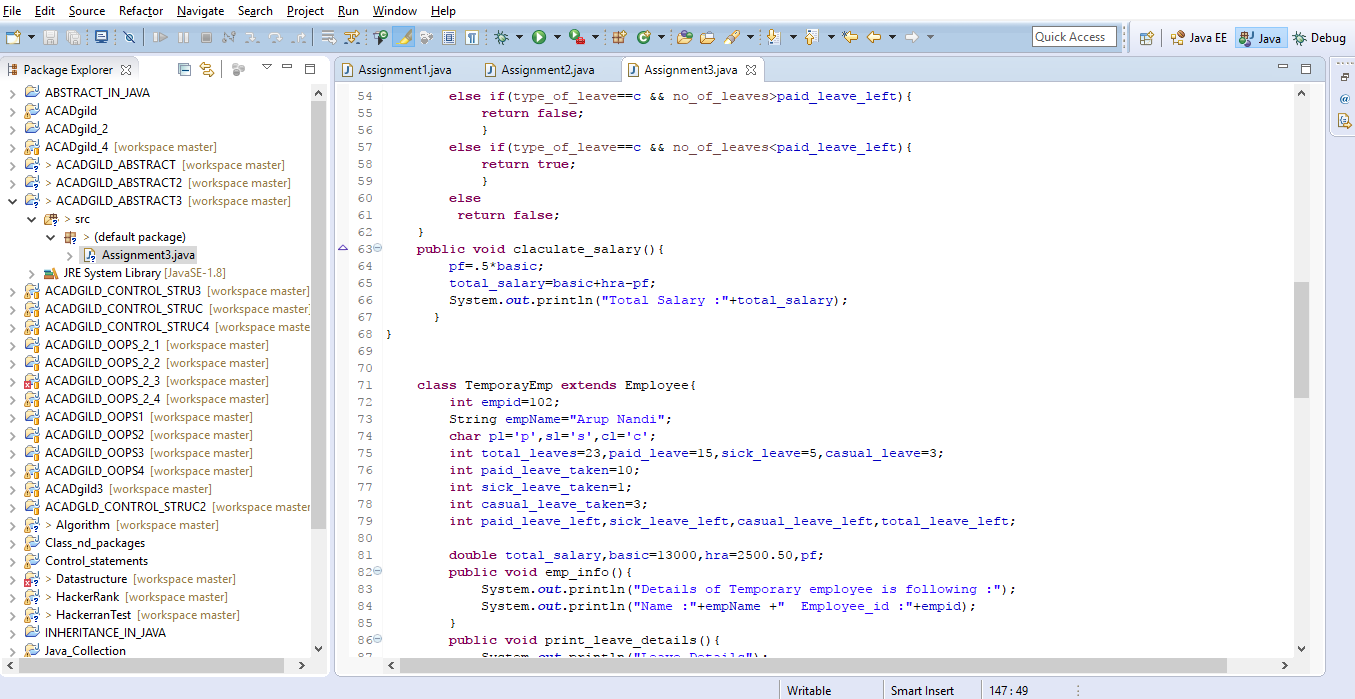 File Edit Source Refactor Navigate Search Project Run Window Help
Quick Access Java EE Java Debug
Package Explorer
ABSTRACT_IN_JAVA
ACADgild
ACADgild_2
ACADgild_4 [workspace master]
> ACADGILD_ABSTRACT [workspace master]
> ACADGILD_ABSTRACT2 [workspace master]
> ACADGILD_ABSTRACT3 [workspace master]
> src
> (default package)
Assignment3.java
JRE System Library [JavaSE-1.8]
ACADGILD_CONTROL_STRU3 [workspace master]
ACADGILD_CONTROL_STRUC [workspace master]
ACADGILD_CONTROL_STRUC4 [workspace maste
ACADGILD_OOPS_2_1 [workspace master]
ACADGILD_OOPS_2_2 [workspace master]
ACADGILD_OOPS_2_3 [workspace master]
ACADGILD_OOPS_2_4 [workspace master]
ACADGILD_OOPS1 [workspace master]
ACADGILD_OOPS2 [workspace master]
ACADGILD_OOPS3 [workspace master]
ACADGILD_OOPS4 [workspace master]
ACADgild3 [workspace master]
ACADGLD_CONTROL_STRUC2 [workspace master
> Algorithm [workspace master]
Class_nd_packages
Control_statements
> Datastructure [workspace master]
> HackerRank [workspace master]
> HackerranTest [workspace master]
INHERITANCE_IN_JAVA
Java_Collection
Assignment1.java Assignment2.java Assignment3.java
54 else if(type_of_leave==c && no_of_leaves>paid_leave_left){
55 return false;
56 }
57 else if(type_of_leave==c && no_of_leaves<paid_leave_left){
58 return true;
59 }
60 else
61 return false;
62 }
63 public void claculate_salary(){
64 pf=.5*basic;
65 total_salary=basic+hra-pf;
66 System.out.println("Total Salary :"+total_salary);
67 }
68 }
69
70
71 class TemporayEmp extends Employee{
72 int empid=102;
73 String empName="Arup Nandi";
74 char pl='p',sl='s',cl='c';
75 int total_leaves=23,paid_leave=15,sick_leave=5,casual_leave=3;
76 int paid_leave_taken=10;
77 int sick_leave_taken=1;
78 int casual_leave_taken=3;
79 int paid_leave_left,sick_leave_left,casual_leave_left,total_leave_left;
80
81 double total_salary,basic=13000,hra=2500.50,pf;
82 public void emp_info(){
83 System.out.println("Details of Temporary employee is following :");
84 System.out.println("Name :"+empName +"  Employee_id :"+empid);
85 }
86 public void print_leave_details(){
87 System.out.println("Leave Details");
Writable Smart Insert 147 : 49